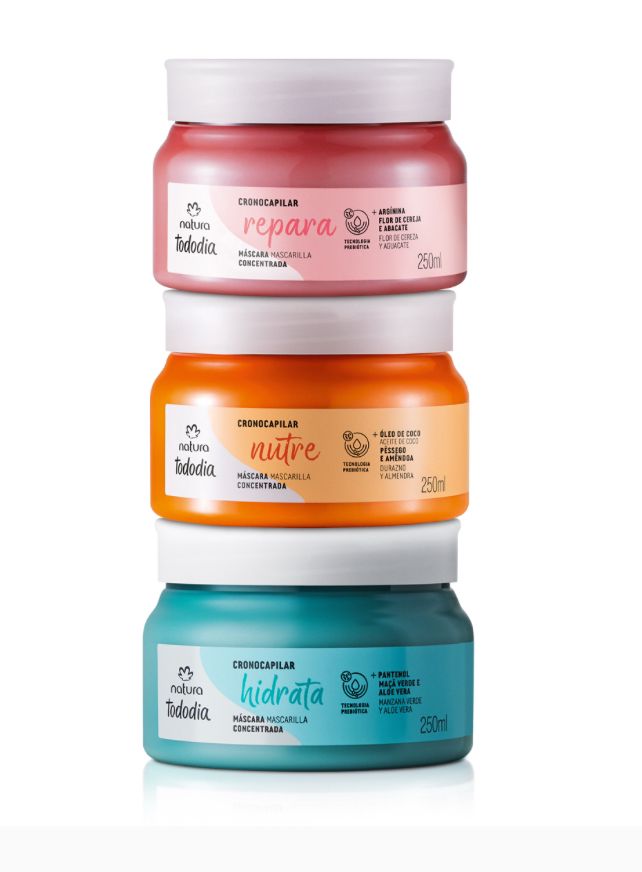 CRONOCAPILAR
repara
natura
tododia
MÁSCARA MASCARILLA
CONCENTRADA
TECNOLOGIA
PREBIÓTICA
+ ARGININA
FLOR DE CEREJA
E ABACATE
FLOR DE CEREZA
Y AGUACATE
250ml
CRONOCAPILAR
nutre
natura
tododia
MÁSCARA MASCARILLA
CONCENTRADA
TECNOLOGIA
PREBIÓTICA
+ ÓLEO DE COCO
ACEITE DE COCO
PÊSSEGO
E AMÊNDOA
DURAZNO
Y ALMENDRA
250ml
CRONOCAPILAR
hidrata
natura
tododia
MÁSCARA MASCARILLA
CONCENTRADA
TECNOLOGIA
PREBIÓTICA
+ PANTENOL
MAÇÃ VERDE E
ALOE VERA
MANZANA VERDE
Y ALOE VERA
250ml